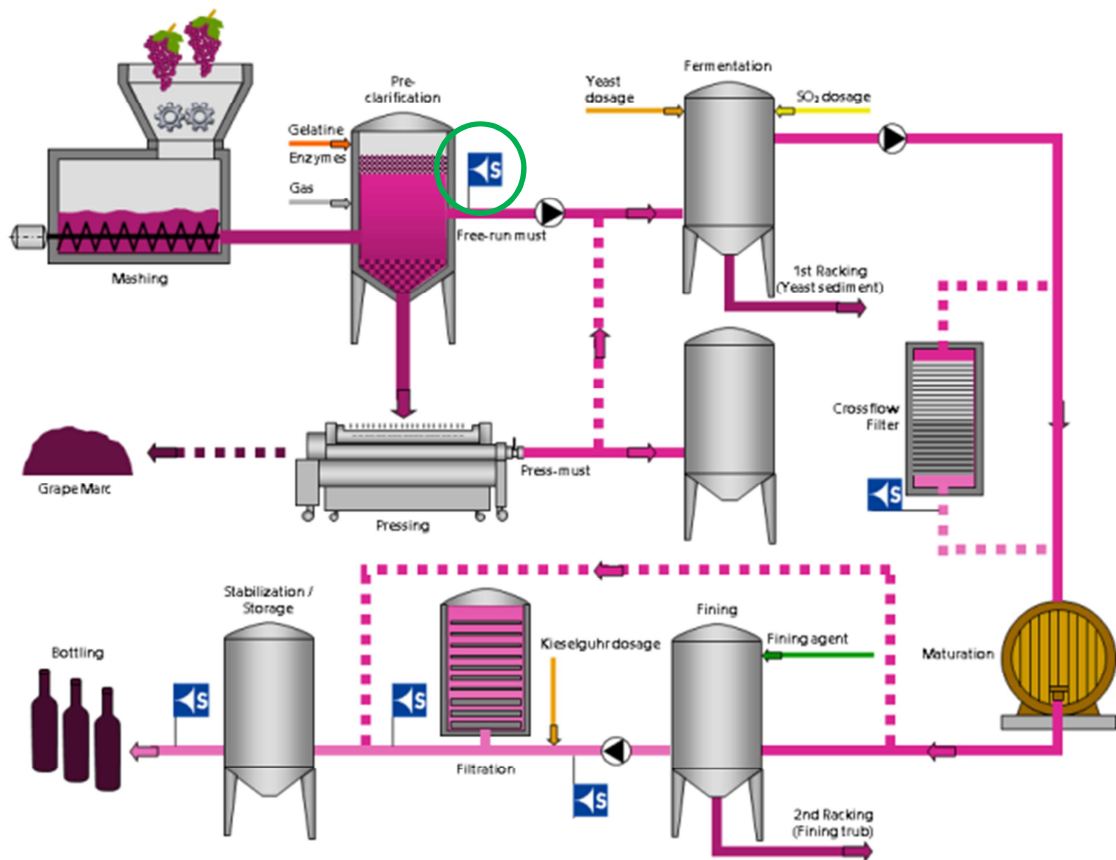 Pre-
clarification
Gelatine
Enzymes
Gas
S
Free-run must
Mashing
Fermentation
Yeast
dosage
SO₂ dosage
1st Racking
(Yeast sediment)
Crossflow
Filter
S
Grape Marc
Pressing
Press-must
Stabilization /
Storage
Bottling
S
S
Kieselguhr dosage
Filtration
S
Fining
Fining agent
Maturation
2nd Racking
(Fining trub)